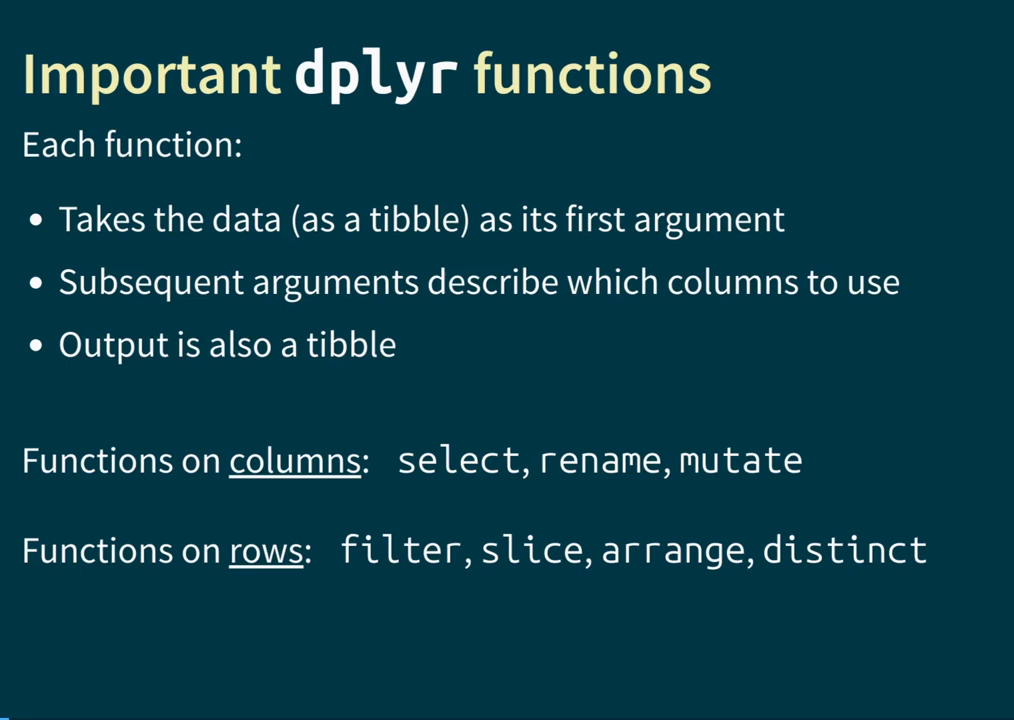 Important dplyr functions
Each function:
• Takes the data (as a tibble) as its first argument
• Subsequent arguments describe which columns to use
• Output is also a tibble
Functions on columns: select, rename, mutate
Functions on rows: filter, slice, arrange, distinct